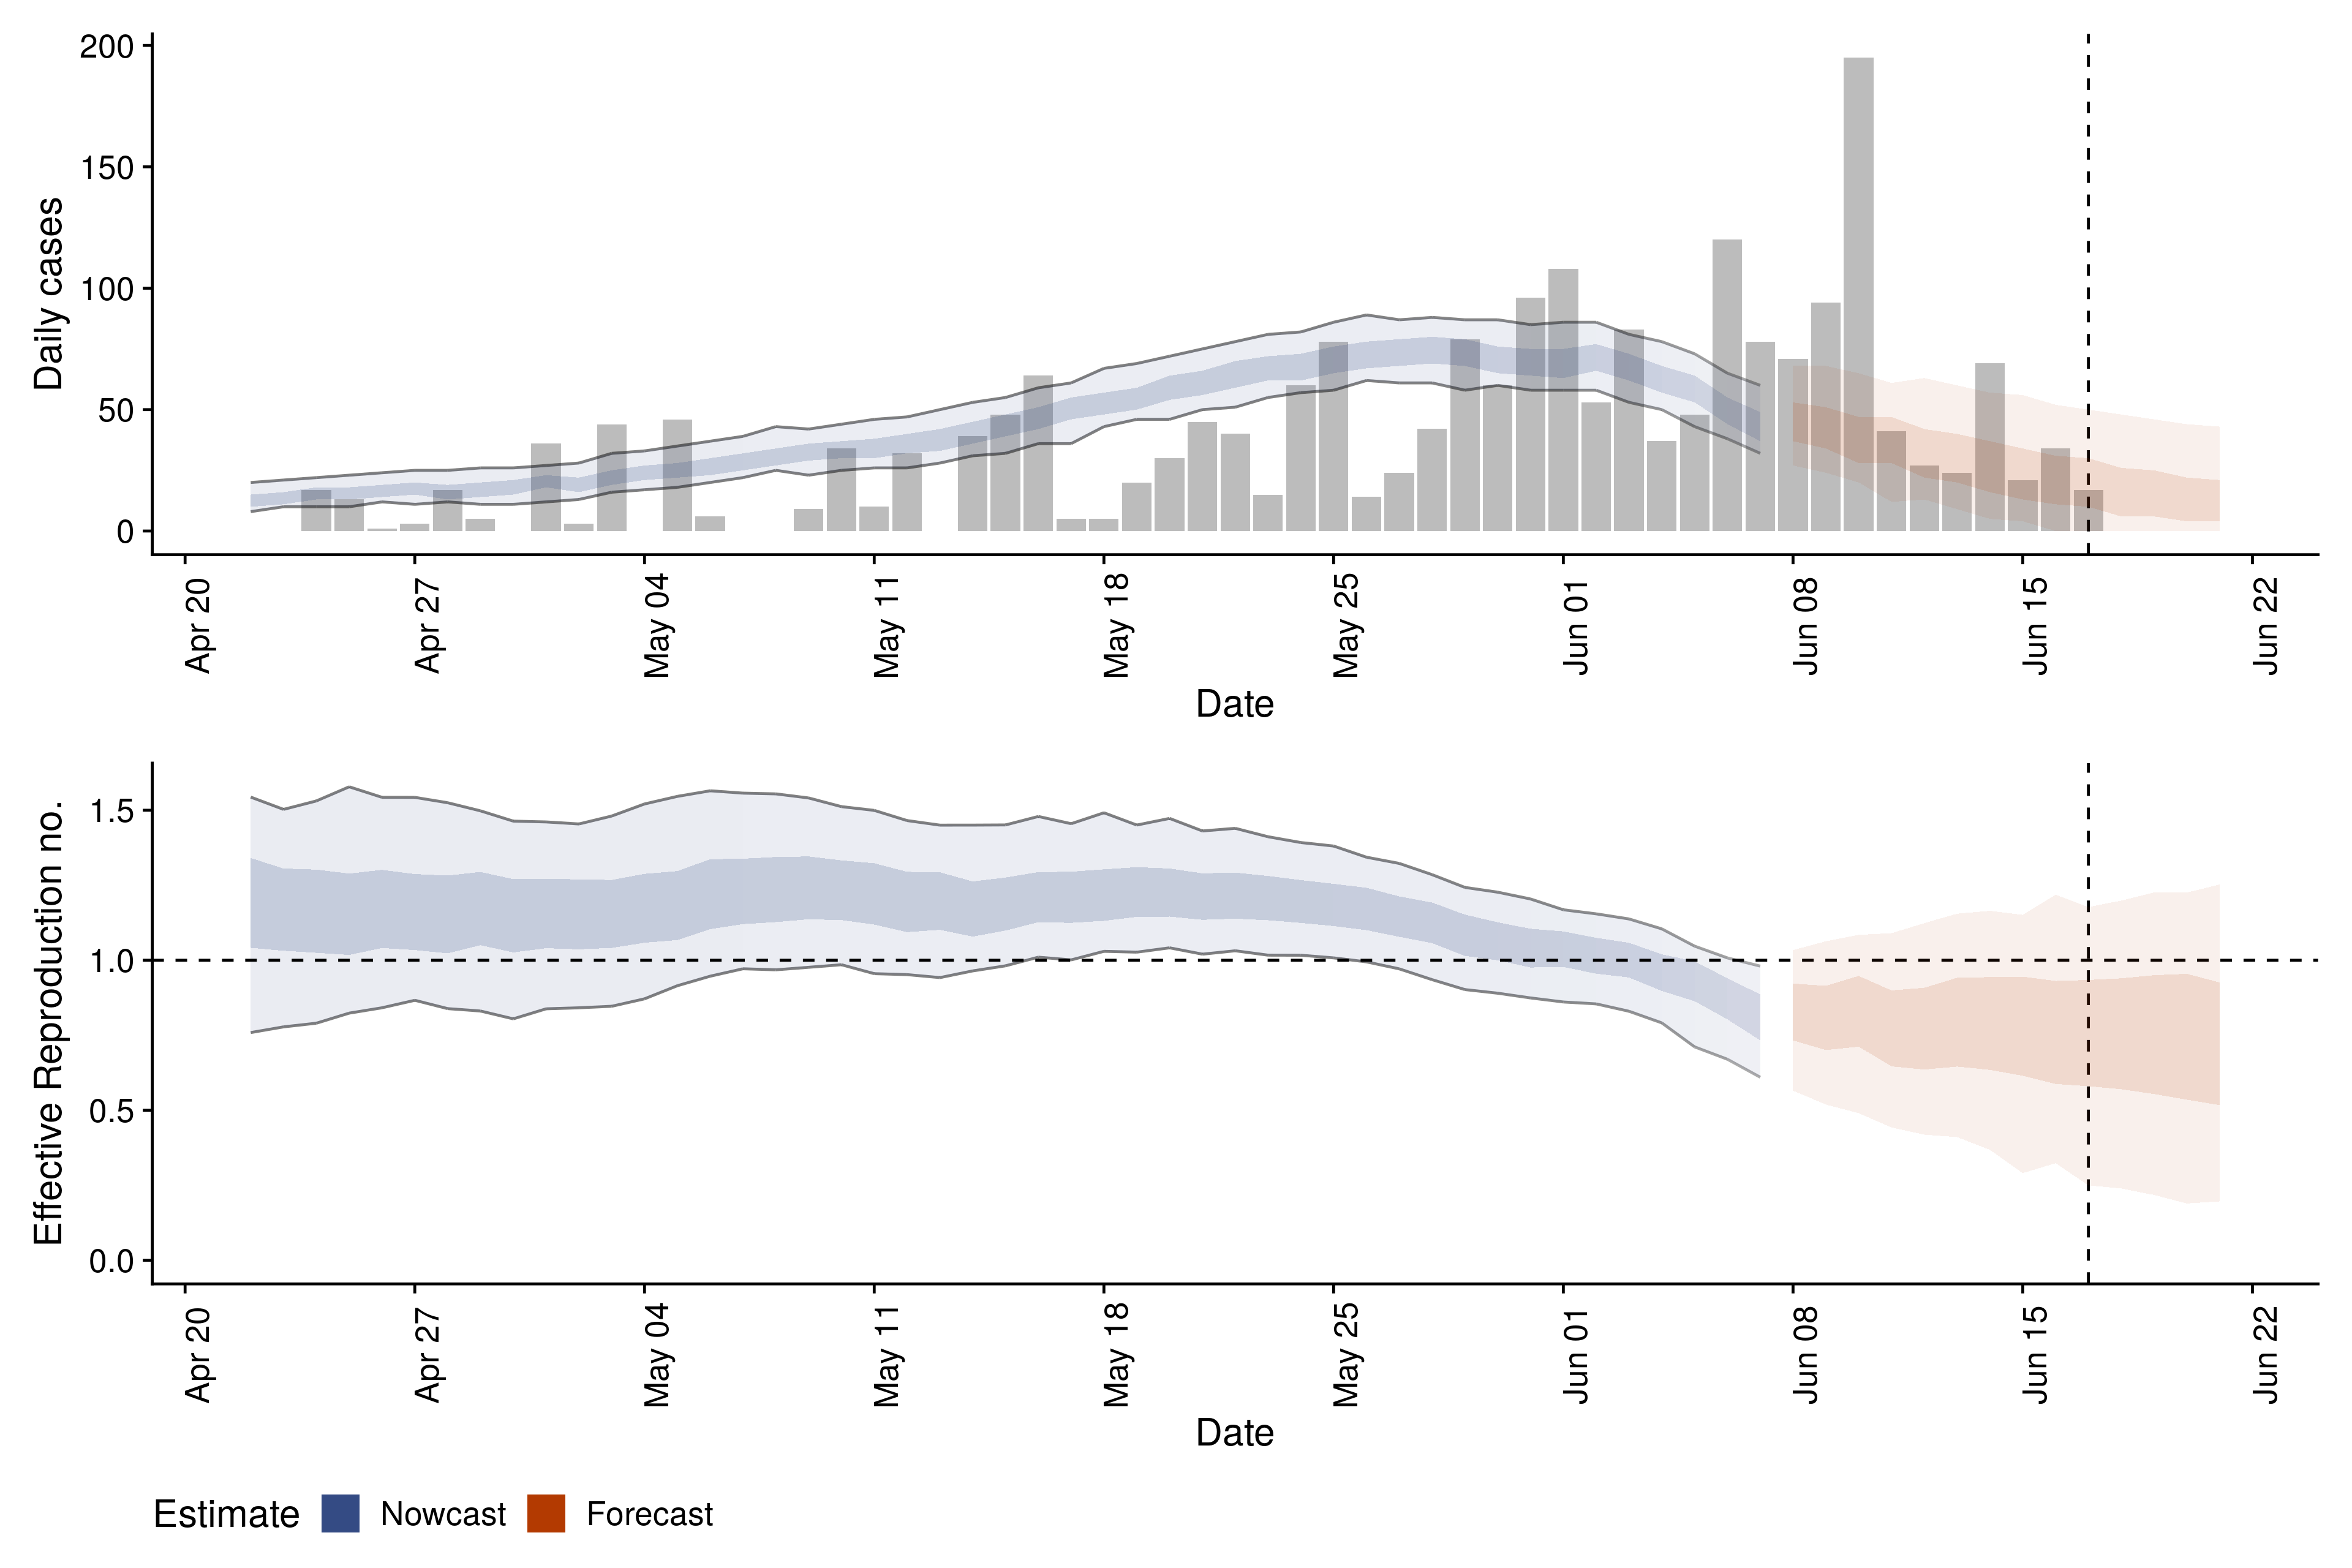 200
150
100
50
0
Daily cases
Apr 20
Apr 27
May 04
May 11
May 18
May 25
Jun 01
Jun 08
Jun 15
Jun 22
Date
1.5
1.0
0.5
0.0
Effective Reproduction no.
Apr 20
Apr 27
May 04
May 11
May 18
May 25
Jun 01
Jun 08
Jun 15
Jun 22
Date
Estimate Nowcast Forecast